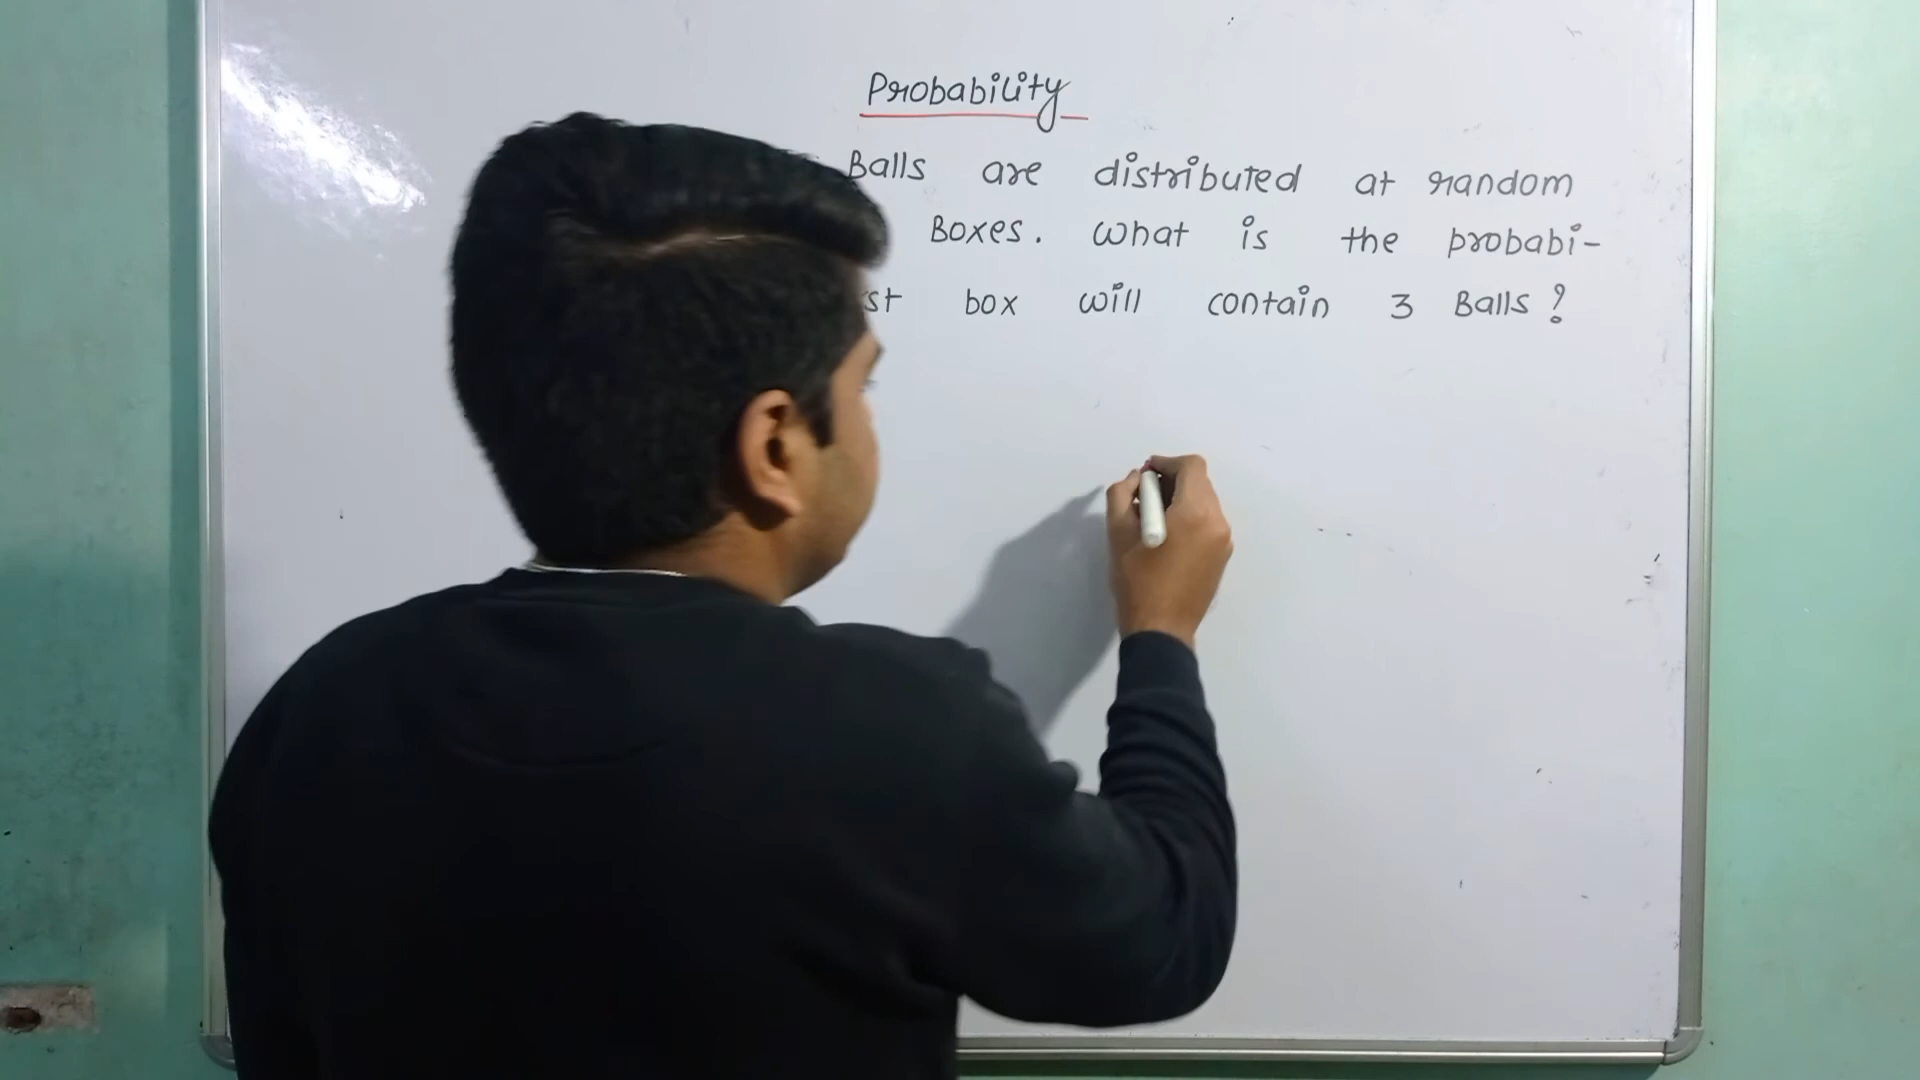 Probability
Balls are distributed at random
Boxes. What is the probabi-
st box will contain 3 Balls?